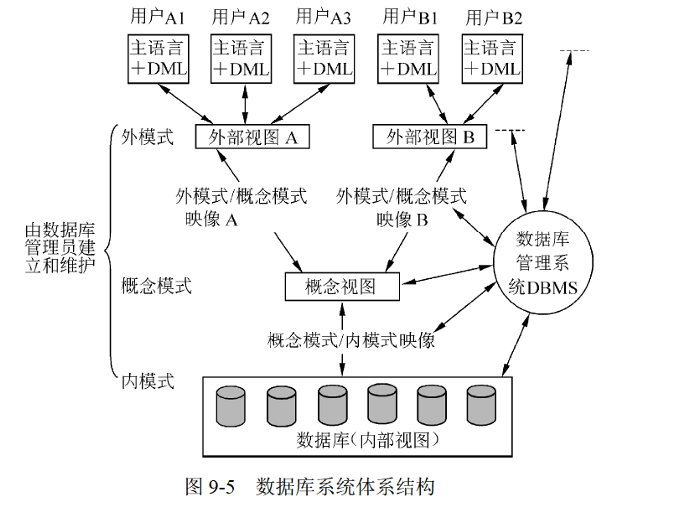 用户A1 用户A2 用户A3 用户B1 用户B2
主语言 主语言 主语言 主语言 主语言
+DML +DML +DML +DML +DML
外模式 外部视图 A 外部视图 B
外模式/概念模式 外模式/概念模式
映像 A 映像 B
由数据库
管理员建
立和维护
数据库
管理系
统DBMS
概念模式 概念视图
概念模式/内模式映像
内模式
数据库(内部视图)
图 9-5 数据库系统体系结构